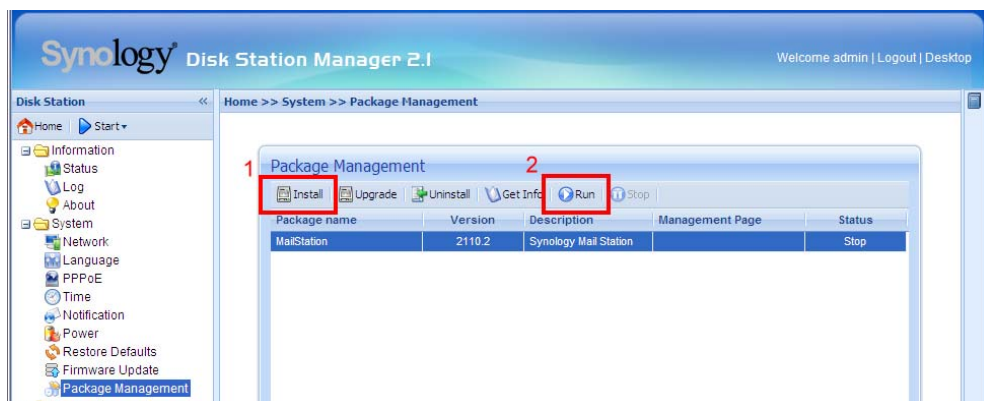 Synology Disk Station Manager 2.1
Welcome admin | Logout | Desktop
Disk Station «
Home >> System >> Package Management
Home Start
Information
Status
Log
About
System
Network
Language
PPPoE
Time
Notification
Power
Restore Defaults
Firmware Update
Package Management
1
Package Management
2
Install Upgrade Uninstall Get Info Run Stop
Package name Version Description Management Page Status
MailStation 2110.2 Synology Mail Station Stop